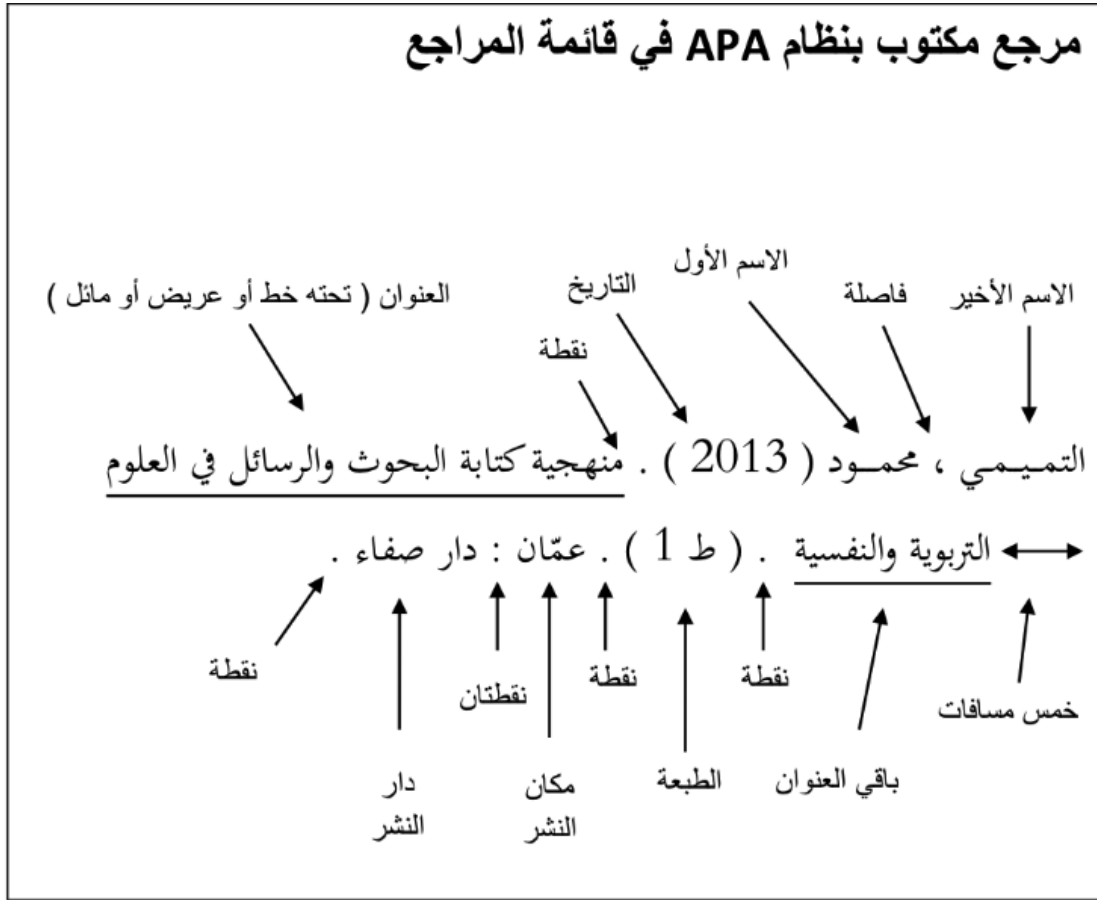 مرجع مكتوب بنظام APA في قائمة المراجع
الاسم الأول
الاسم الأخير
فاصلة
التاريخ
العنوان ( تحته خط أو عريض أو مائل )
نقطة
التميمي ، محمود ( 2013 ) . منهجية كتابة البحوث والرسائل في العلوم
التربوية والنفسية . ( ط 1 ) . عمّان : دار صفاء .
خمس مسافات
باقي العنوان
نقطة
الطبعة
نقطة
مكان
النشر
نقطتان
دار
النشر
نقطة